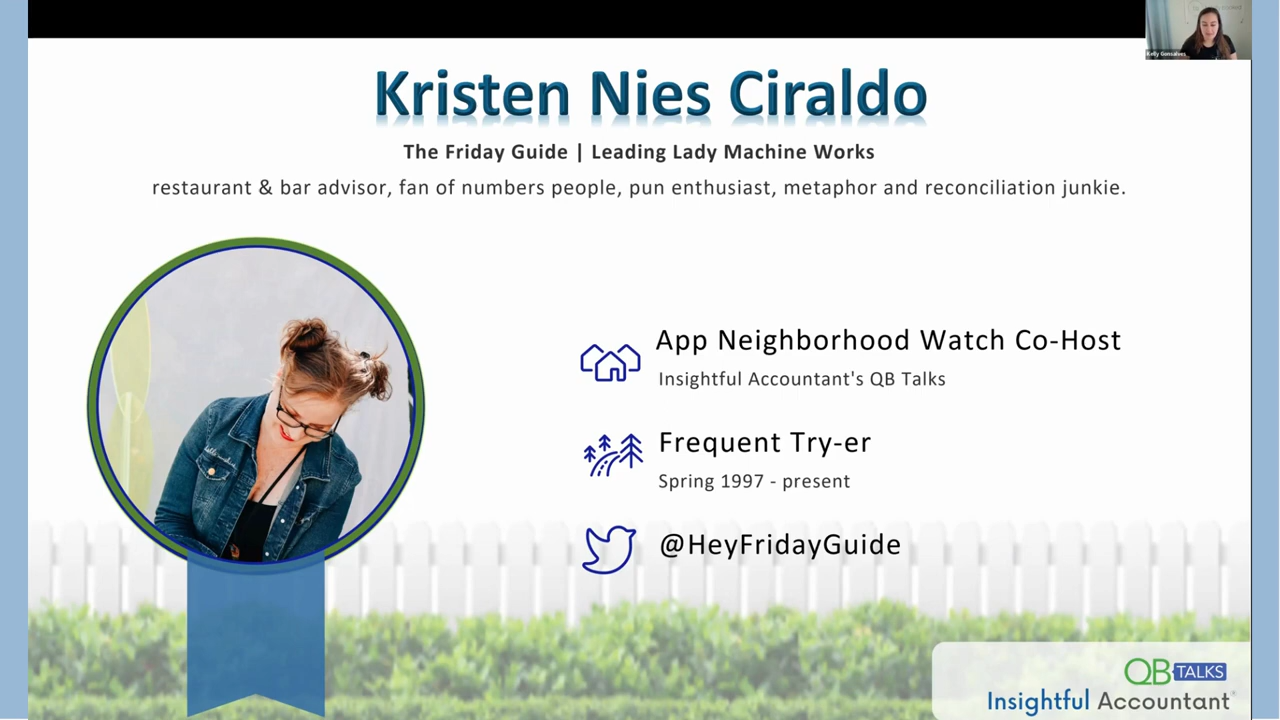 Kelly Gonsalves
Kristen Nies Ciraldo
The Friday Guide | Leading Lady Machine Works
restaurant & bar advisor, fan of numbers people, pun enthusiast, metaphor and reconciliation junkie.
App Neighborhood Watch Co-Host
Insightful Accountant's QB Talks
Frequent Try-er
Spring 1997 - present
@HeyFridayGuide
QB TALKS
Insightful Accountant